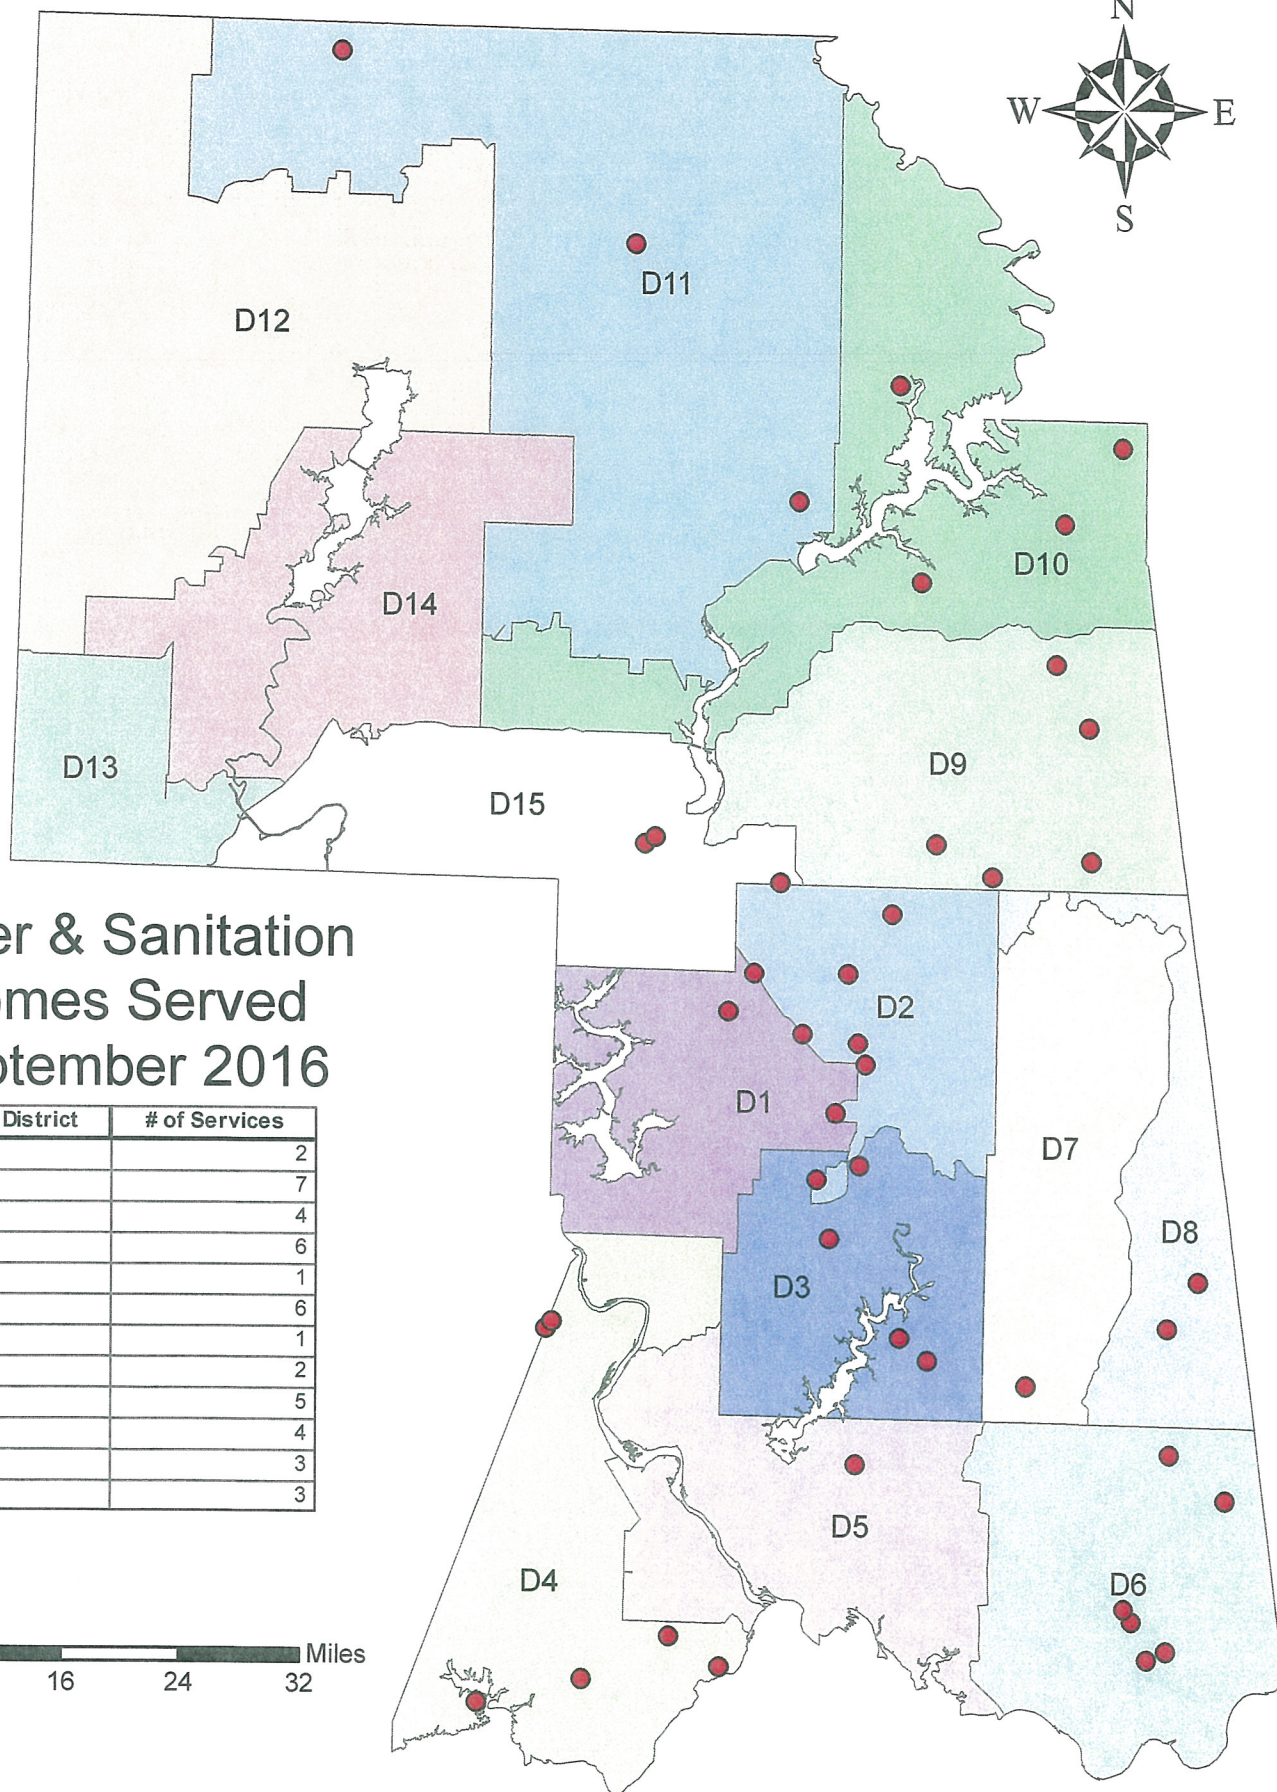 N
W E
S
D11
D12
D10
D14
D13
D9
D15
er & Sanitation
omes Served
ptember 2016
D2
D1
D7
District # of Services
2
7
4
6
1
6
1
2
5
4
3
3
D8
D3
D5
D4
D6
Miles
16 24 32